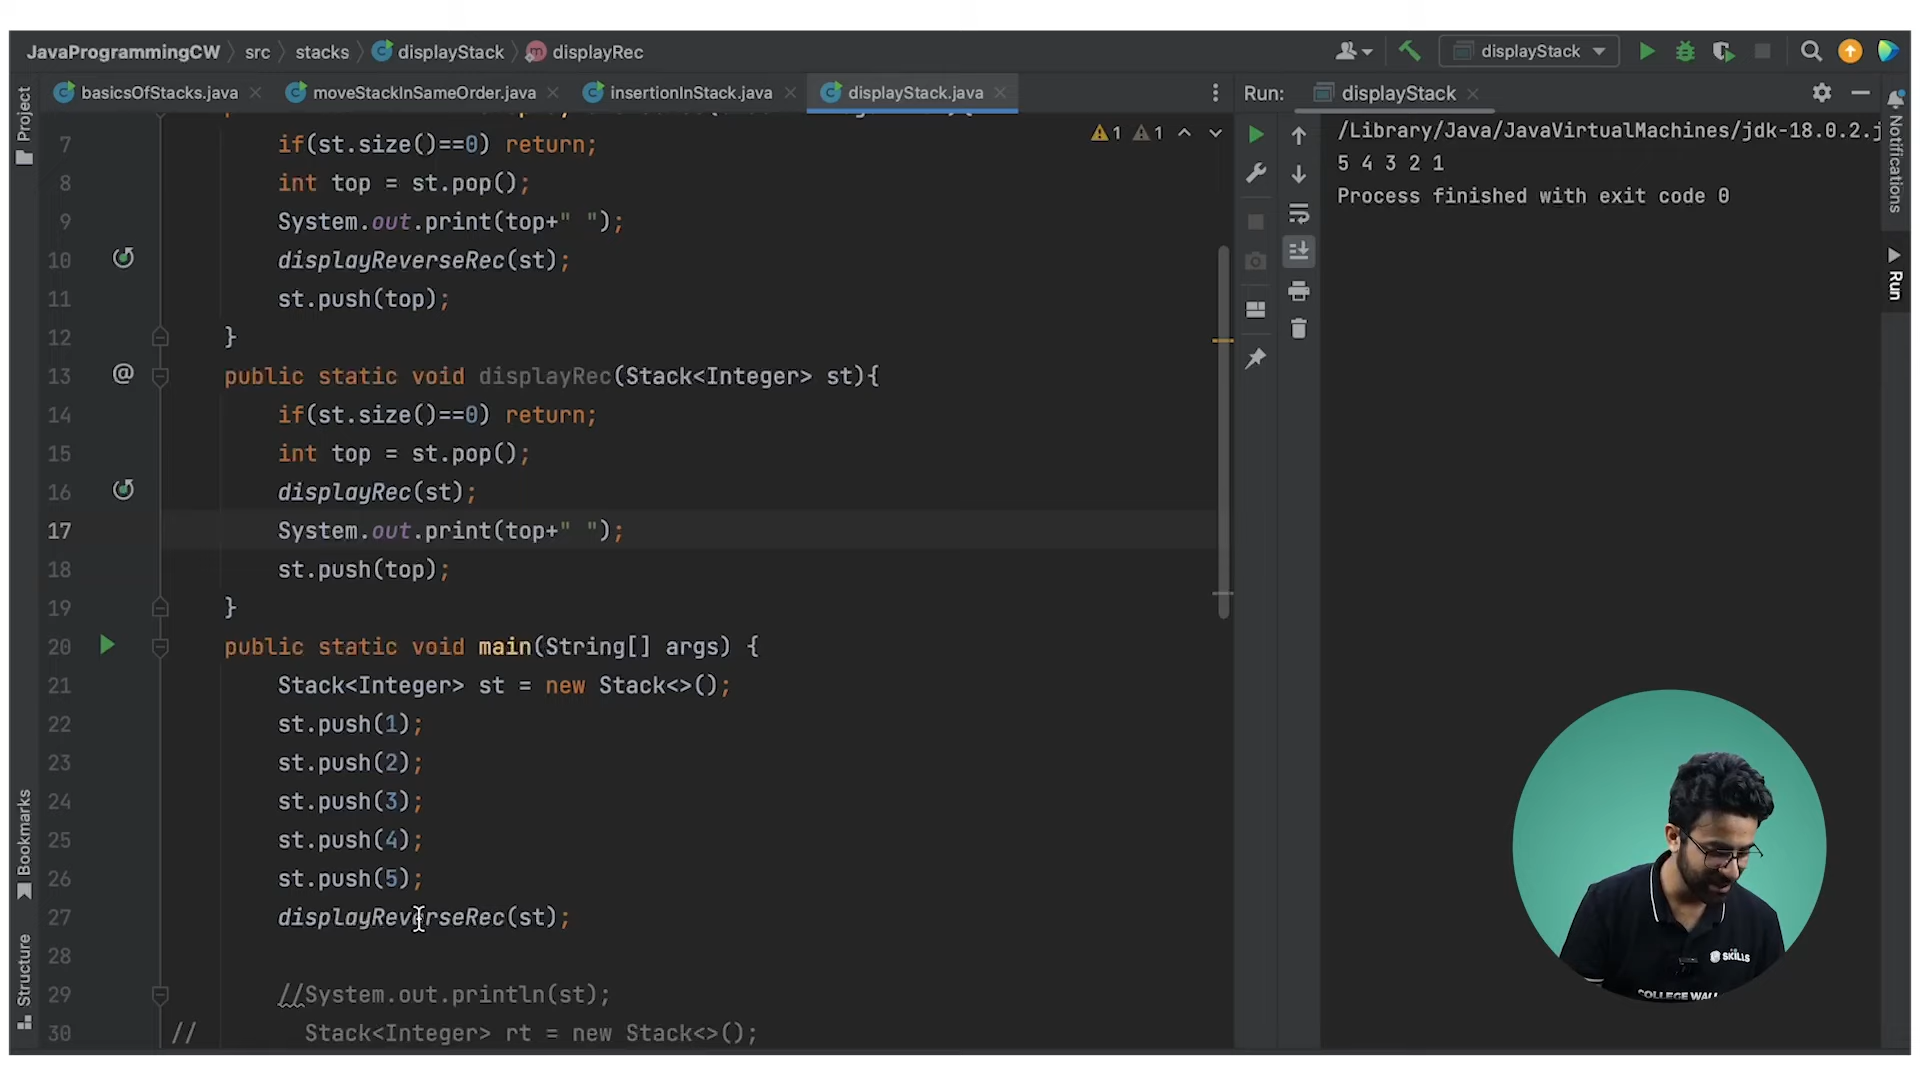 JavaProgrammingCW src stacks displayStack displayRec
displayStack
basicsOfStacks.java moveStackInSameOrder.java insertionInStack.java displayStack.java
Run: displayStack
Project
Bookmarks
Structure
Notifications
Run
1 1
7 if(st.size()==0) return;
8 int top = st.pop();
9 System.out.print(top+" ");
10 displayReverseRec(st);
11 st.push(top);
12 }
13 @ public static void displayRec(Stack<Integer> st){
14 if(st.size()==0) return;
15 int top = st.pop();
16 displayRec(st);
17 System.out.print(top+" ");
18 st.push(top);
19 }
20 public static void main(String[] args) {
21 Stack<Integer> st = new Stack<>();
22 st.push(1);
23 st.push(2);
24 st.push(3);
25 st.push(4);
26 st.push(5);
27 displayReverseRec(st);
28
29 //System.out.println(st);
30 // Stack<Integer> rt = new Stack<>();
/Library/Java/JavaVirtualMachines/jdk-18.0.2.j
5 4 3 2 1
Process finished with exit code 0
SKILLS
COLLEGE WAL